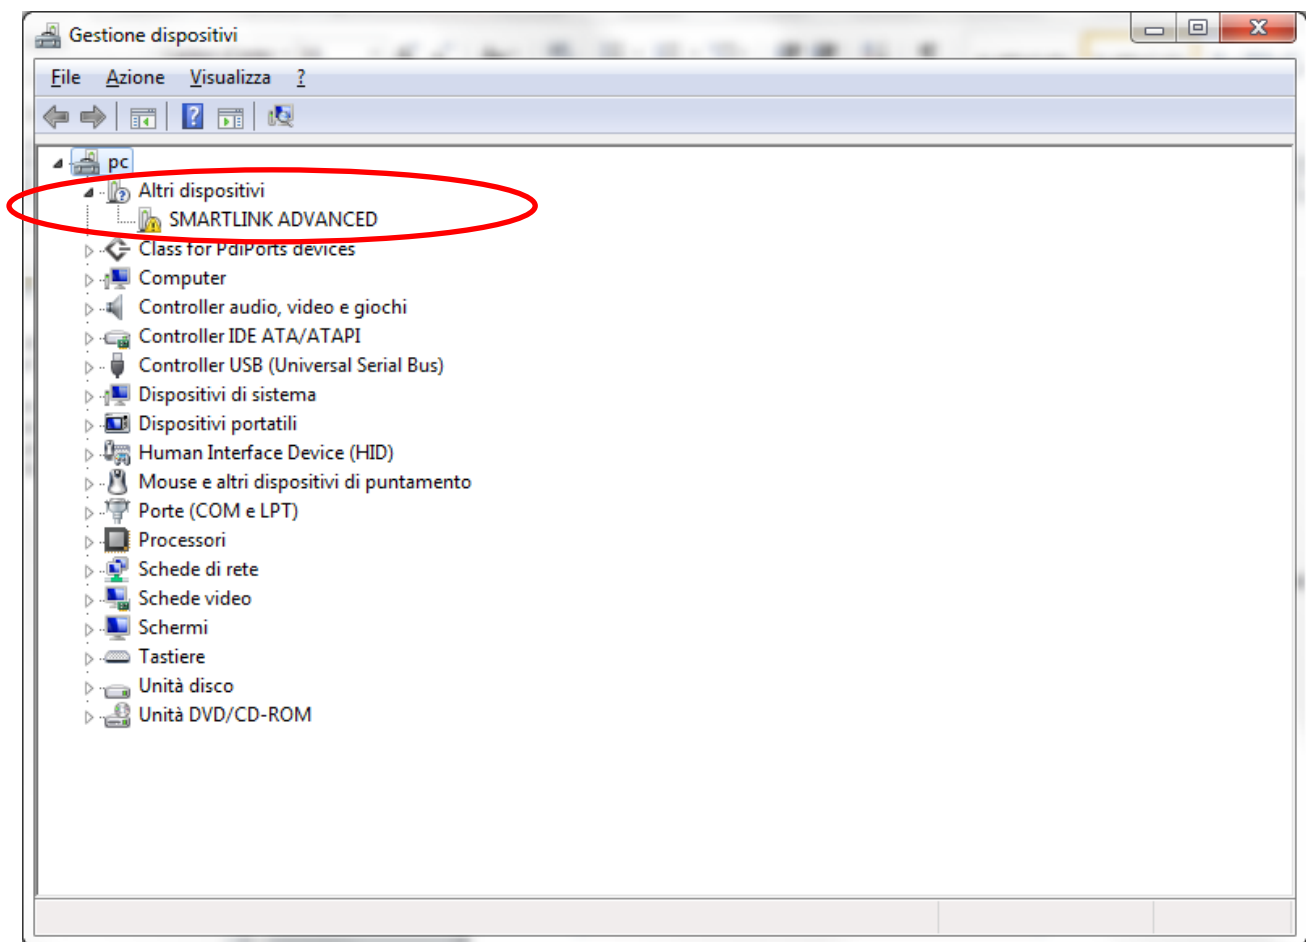 Gestione dispositivi
File Azione Visualizza ?
pc
Altri dispositivi
SMARTLINK ADVANCED
Class for PdiPorts devices
Computer
Controller audio, video e giochi
Controller IDE ATA/ATAPI
Controller USB (Universal Serial Bus)
Dispositivi di sistema
Dispositivi portatili
Human Interface Device (HID)
Mouse e altri dispositivi di puntamento
Porte (COM e LPT)
Processori
Schede di rete
Schede video
Schermi
Tastiere
Unità disco
Unità DVD/CD-ROM